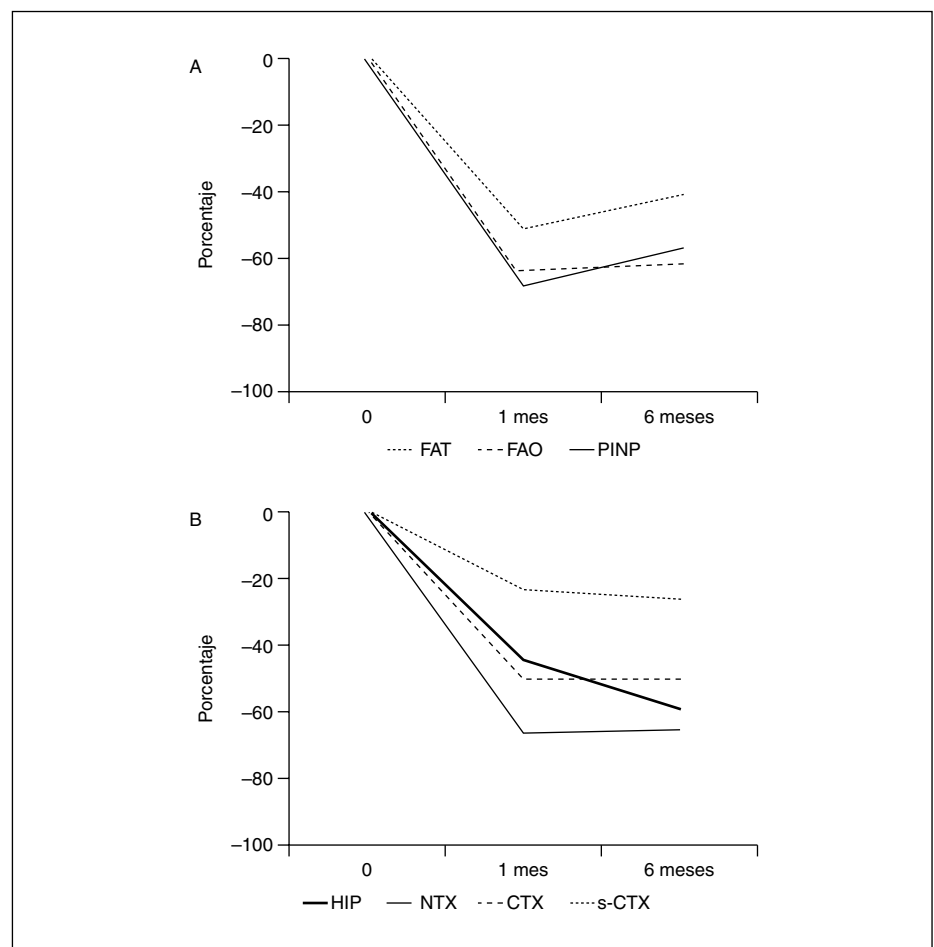 A
0
–20
–40
–60
–80
–100
Porcentaje
0 1 mes 6 meses
FAT FAO PINP
B
0
–20
–40
–60
–80
–100
Porcentaje
0 1 mes 6 meses
HIP NTX CTX s-CTX